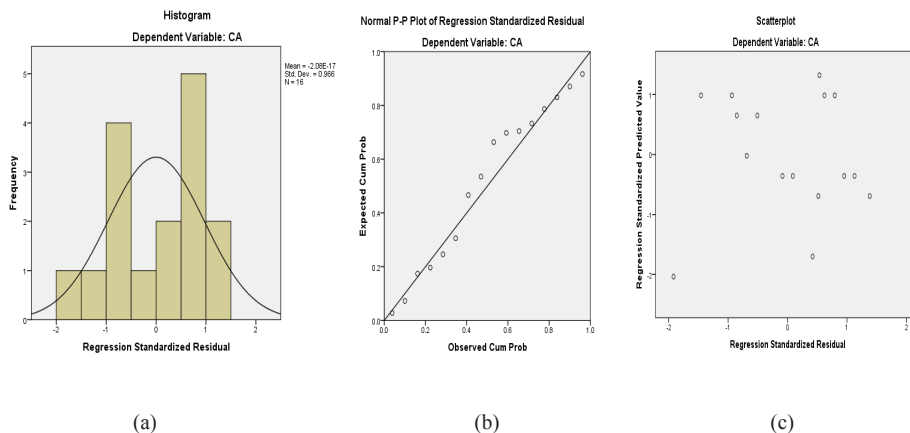 Histogram
Dependent Variable: CA
Mean = -2.08E-17
Std. Dev. = 0.966
N = 16
Frequency
5
4
3
2
1
0
-2
-1
0
1
2
Regression Standardized Residual
(a)
Normal P-P Plot of Regression Standardized Residual
Dependent Variable: CA
Expected Cum Prob
1.0
0.8
0.6
0.4
0.2
0.0
0.0
0.2
0.4
0.6
0.8
1.0
Observed Cum Prob
(b)
Scatterplot
Dependent Variable: CA
Regression Standardized Predicted Value
1
0
-1
-2
-2
-1
0
1
2
Regression Standardized Residual
(c)